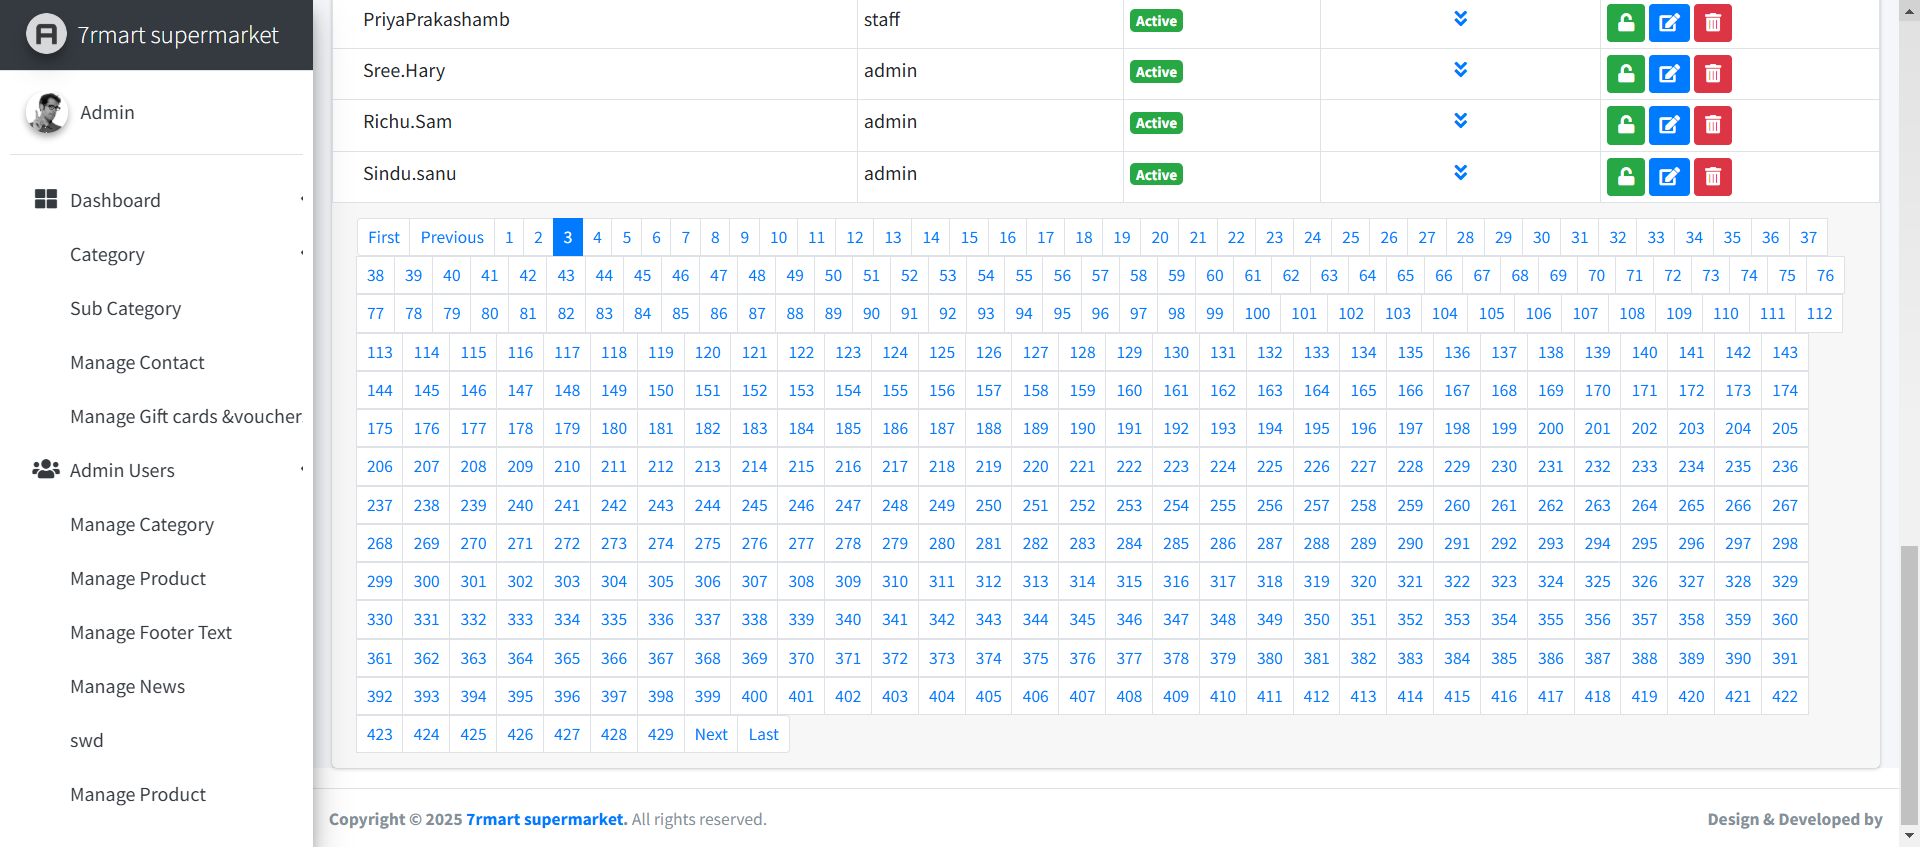 7rmart supermarket
Admin
Dashboard
Category
Sub Category
Manage Contact
Manage Gift cards &voucher
Admin Users
Manage Category
Manage Product
Manage Footer Text
Manage News
swd
Manage Product
PriyaPrakashamb staff Active
Sree.Hary admin Active
Richu.Sam admin Active
Sindu.sanu admin Active
First Previous 1 2 3 4 5 6 7 8 9 10 11 12 13 14 15 16 17 18 19 20 21 22 23 24 25 26 27 28 29 30 31 32 33 34 35 36 37
38 39 40 41 42 43 44 45 46 47 48 49 50 51 52 53 54 55 56 57 58 59 60 61 62 63 64 65 66 67 68 69 70 71 72 73 74 75 76
77 78 79 80 81 82 83 84 85 86 87 88 89 90 91 92 93 94 95 96 97 98 99 100 101 102 103 104 105 106 107 108 109 110 111 112
113 114 115 116 117 118 119 120 121 122 123 124 125 126 127 128 129 130 131 132 133 134 135 136 137 138 139 140 141 142 143
144 145 146 147 148 149 150 151 152 153 154 155 156 157 158 159 160 161 162 163 164 165 166 167 168 169 170 171 172 173 174
175 176 177 178 179 180 181 182 183 184 185 186 187 188 189 190 191 192 193 194 195 196 197 198 199 200 201 202 203 204 205
206 207 208 209 210 211 212 213 214 215 216 217 218 219 220 221 222 223 224 225 226 227 228 229 230 231 232 233 234 235 236
237 238 239 240 241 242 243 244 245 246 247 248 249 250 251 252 253 254 255 256 257 258 259 260 261 262 263 264 265 266 267
268 269 270 271 272 273 274 275 276 277 278 279 280 281 282 283 284 285 286 287 288 289 290 291 292 293 294 295 296 297 298
299 300 301 302 303 304 305 306 307 308 309 310 311 312 313 314 315 316 317 318 319 320 321 322 323 324 325 326 327 328 329
330 331 332 333 334 335 336 337 338 339 340 341 342 343 344 345 346 347 348 349 350 351 352 353 354 355 356 357 358 359 360
361 362 363 364 365 366 367 368 369 370 371 372 373 374 375 376 377 378 379 380 381 382 383 384 385 386 387 388 389 390 391
392 393 394 395 396 397 398 399 400 401 402 403 404 405 406 407 408 409 410 411 412 413 414 415 416 417 418 419 420 421 422
423 424 425 426 427 428 429 Next Last
Copyright © 2025 7rmart supermarket. All rights reserved.
Design & Developed by